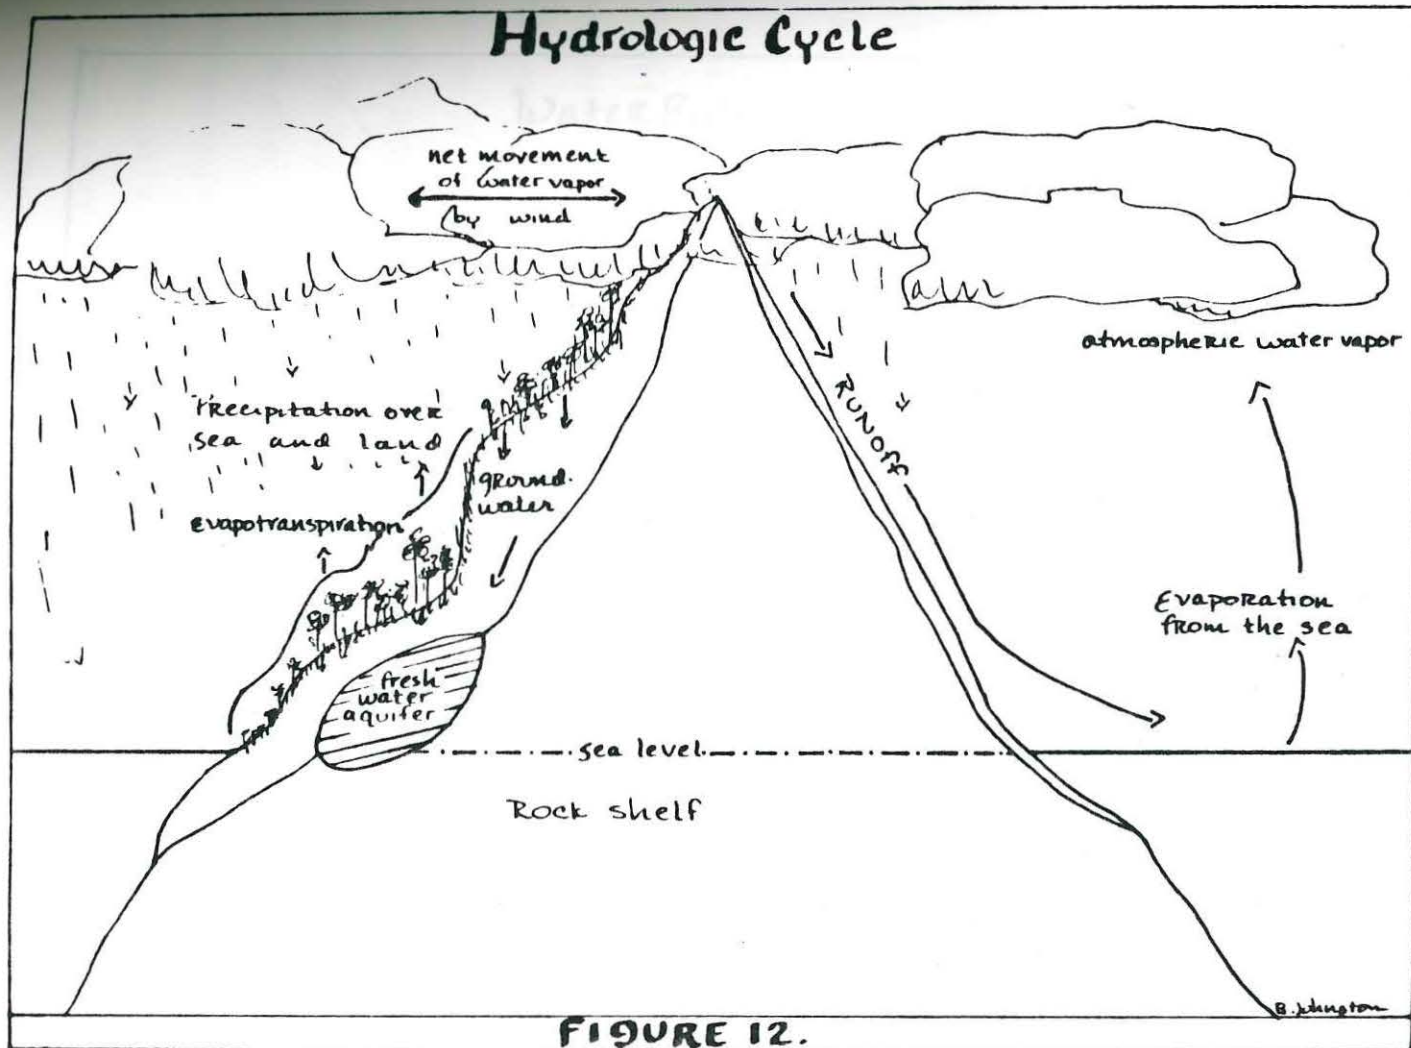 Hydrologic Cycle
net movement
of water vapor
by wind
atmospheric water vapor
Precipitation over
sea and land
Runoff
ground-
water
evapotranspiration
Evaporation
from the sea
fresh
water
aquifer
sea level
Rock shelf
B. Johnston
FIGURE 12.